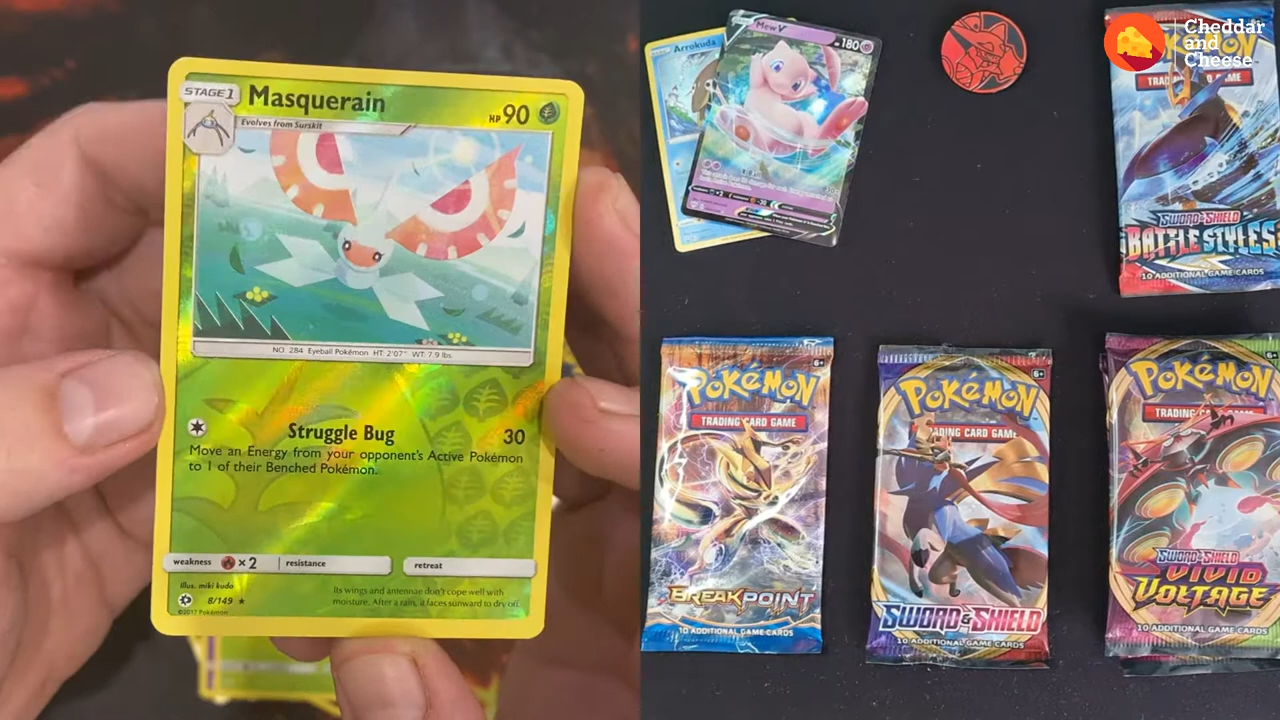 STAGE 1
Masquerain
HP 90
Evolves from Surskit
NO. 284 Eyeball Pokémon HT: 2'07" WT: 7.9 lbs.
Struggle Bug 30
Move an Energy from your opponent's Active Pokémon
to 1 of their Benched Pokémon.
weakness ×2 resistance retreat
Illus. miki kudo
8/149
©2017 Pokémon
Its wings and antennae don't cope well with
moisture. After a rain, it faces sunward to dry off.
Arrokuda
Mew V
180
Cheddar
and
Cheese
POKÉMON
TRADING CARD GAME
SWORD & SHIELD
BATTLE STYLES
10 ADDITIONAL GAME CARDS
POKÉMON
6+
TRADING CARD GAME
BREAKPOINT
10 ADDITIONAL GAME CARDS
6+
POKÉMON
TRADING CARD GAME
SWORD & SHIELD
10 ADDITIONAL GAME CARDS
6+
POKÉMON
TRADING CARD GAME
SWORD & SHIELD
VIVID
VOLTAGE
10 ADDITIONAL GAME CARDS